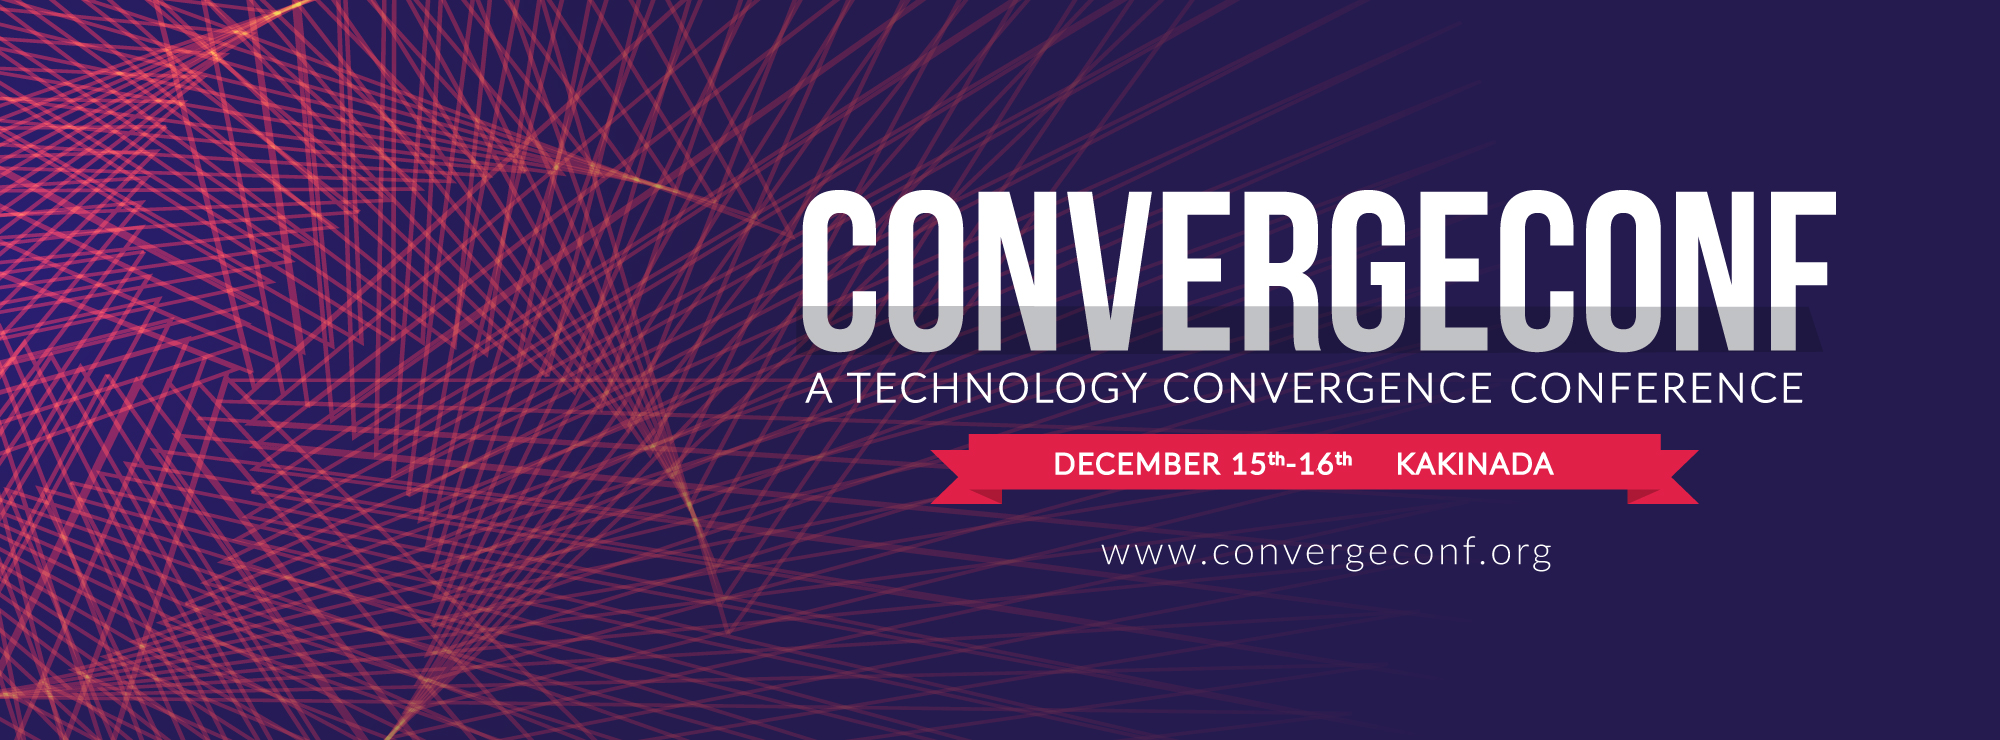 CONVERGECONF
A TECHNOLOGY CONVERGENCE CONFERENCE
DECEMBER 15th-16th KAKINADA
www.convergeconf.org